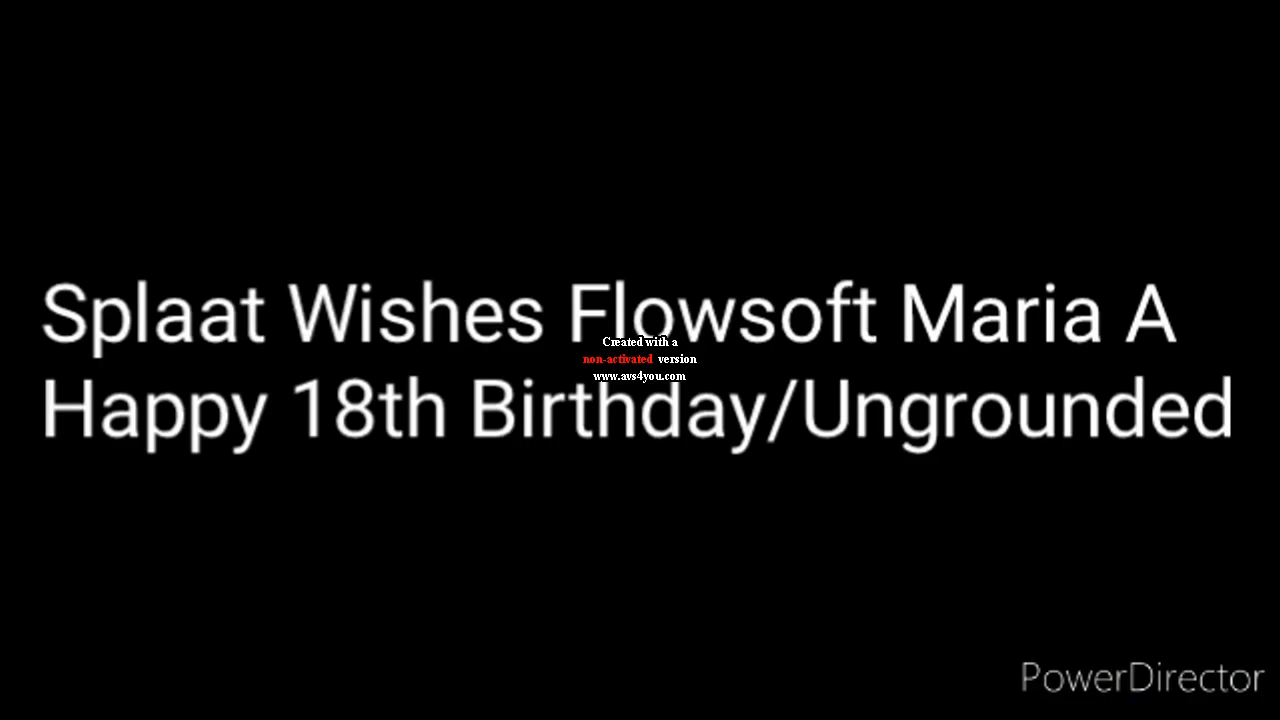 Splaat Wishes Flowsoft Maria A
Created with a
non-activated version
www.avs4you.com
Happy 18th Birthday/Ungrounded
PowerDirector